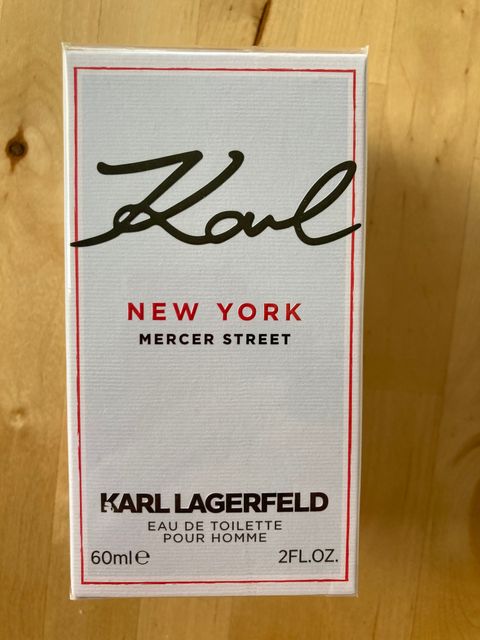 Karl
NEW YORK
MERCER STREET
KARL LAGERFELD
EAU DE TOILETTE
POUR HOMME
60ml℮ 2FL.OZ.